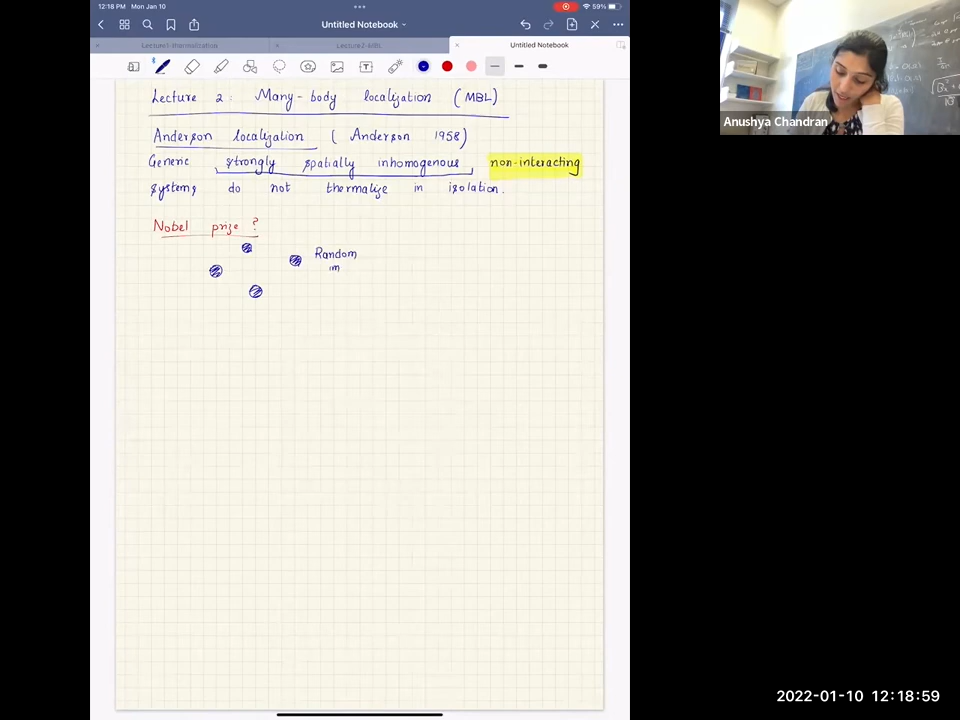 12:18 PM Mon Jan 10
59%
Untitled Notebook
Lecture1-thermalization
Lecture2-MBL
Untitled Notebook
Lecture 2: Many-body localization (MBL)
Anderson localization (Anderson 1958)
Generic strongly spatially inhomogenous non-interacting
systems do not thermalize in isolation.
Nobel prize?
Random
im
Anushya Chandran
2022-01-10 12:18:59